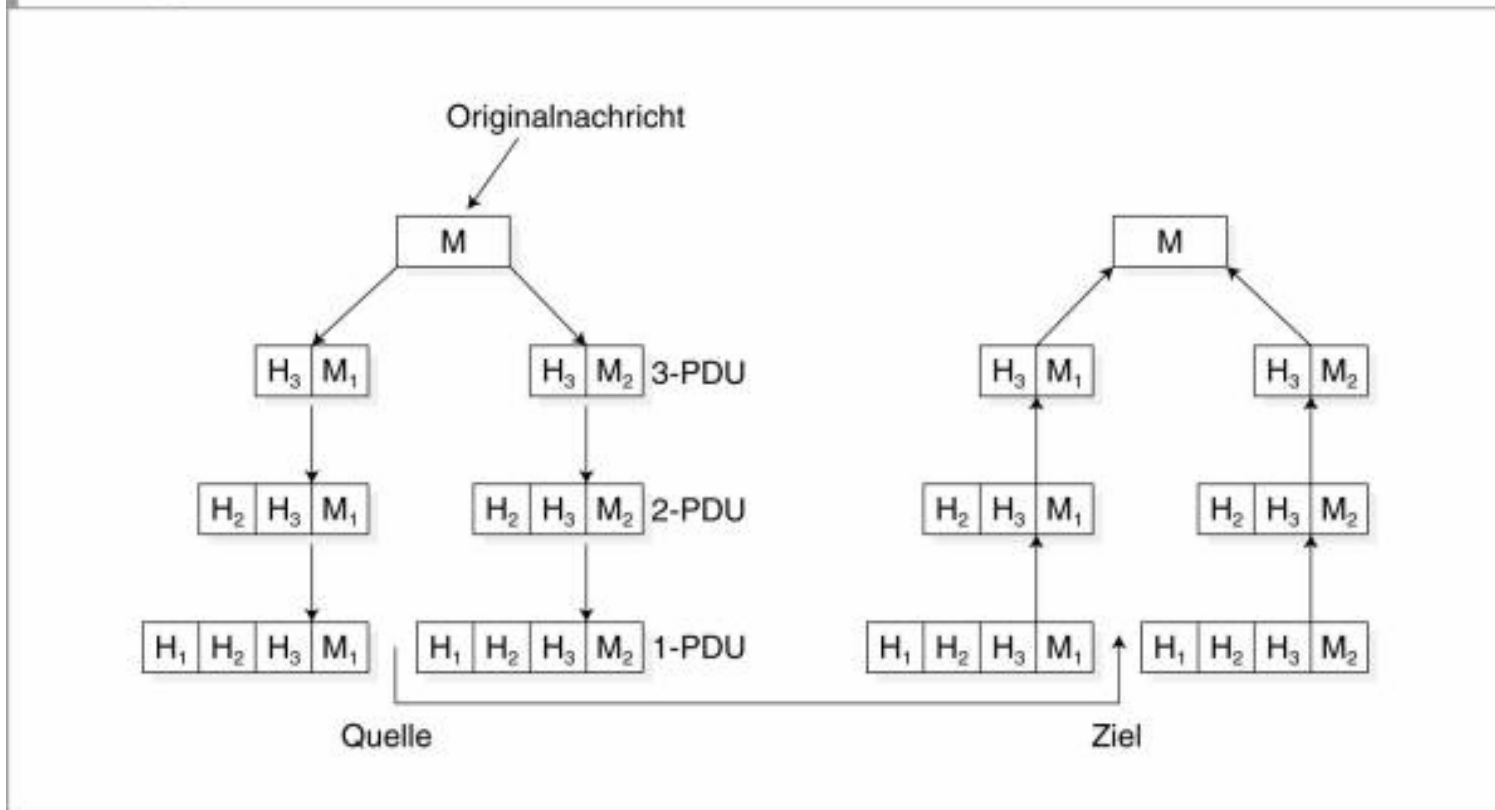 Originalnachricht
M M
H₃ M₁ H₃ M₂ 3-PDU H₃ M₁ H₃ M₂
H₂ H₃ M₁ H₂ H₃ M₂ 2-PDU H₂ H₃ M₁ H₂ H₃ M₂
H₁ H₂ H₃ M₁ H₁ H₂ H₃ M₂ 1-PDU H₁ H₂ H₃ M₁ H₁ H₂ H₃ M₂
Quelle Ziel